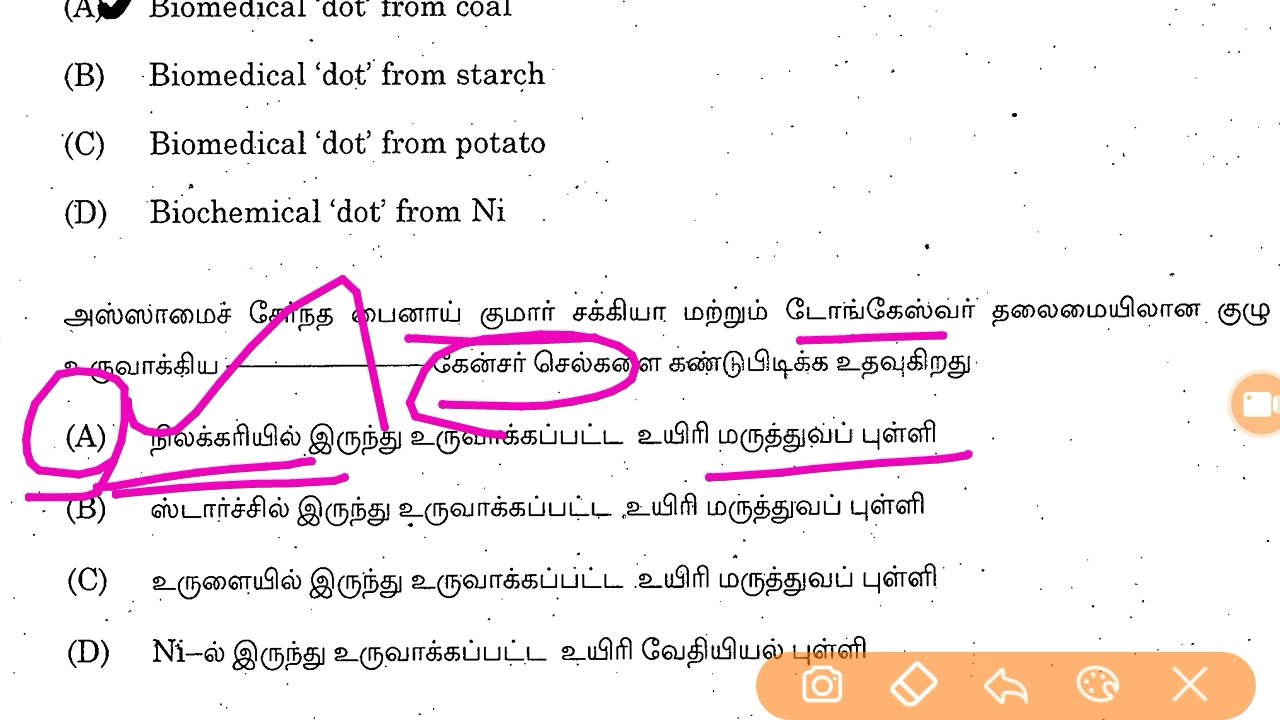 (A) Biomedical ‘dot’ from coal
(B) Biomedical ‘dot’ from starch
(C) Biomedical ‘dot’ from potato
(D) Biochemical ‘dot’ from Ni
அஸ்ஸாமைச் சேர்ந்த பைனாய் குமார் சக்கியா மற்றும் டோங்கேஸ்வர் தலைமையிலான குழு
உருவாக்கிய ———————— கேன்சர் செல்களை கண்டுபிடிக்க உதவுகிறது
(A) நிலக்கரியில் இருந்து உருவாக்கப்பட்ட உயிரி மருத்துவப் புள்ளி
(B) ஸ்டார்ச்சில் இருந்து உருவாக்கப்பட்ட உயிரி மருத்துவப் புள்ளி
(C) உருளையில் இருந்து உருவாக்கப்பட்ட உயிரி மருத்துவப் புள்ளி
(D) Ni–ல் இருந்து உருவாக்கப்பட்ட உயிரி வேதியியல் புள்ளி